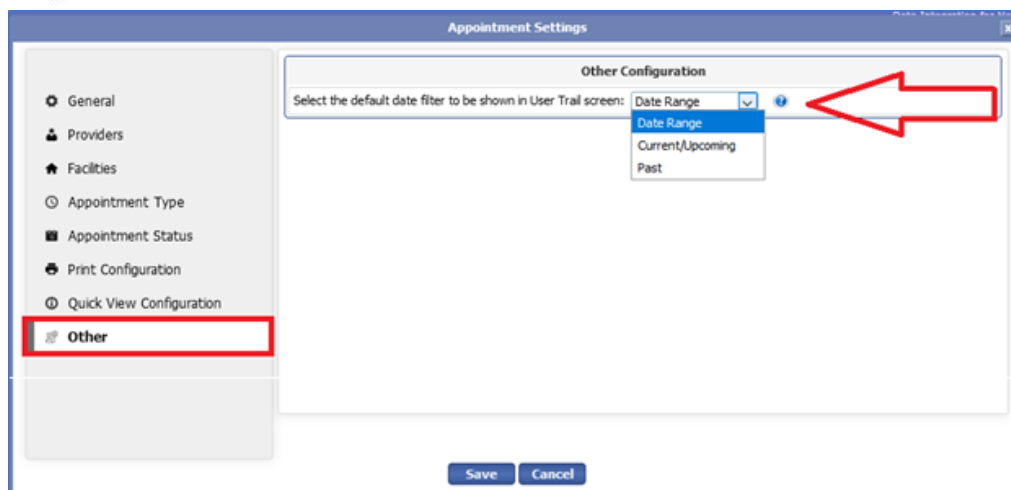 Appointment Settings
Other Configuration
Select the default date filter to be shown in User Trail screen: Date Range
Date Range
Current/Upcoming
Past
General
Providers
Facilities
Appointment Type
Appointment Status
Print Configuration
Quick View Configuration
Other
Save Cancel